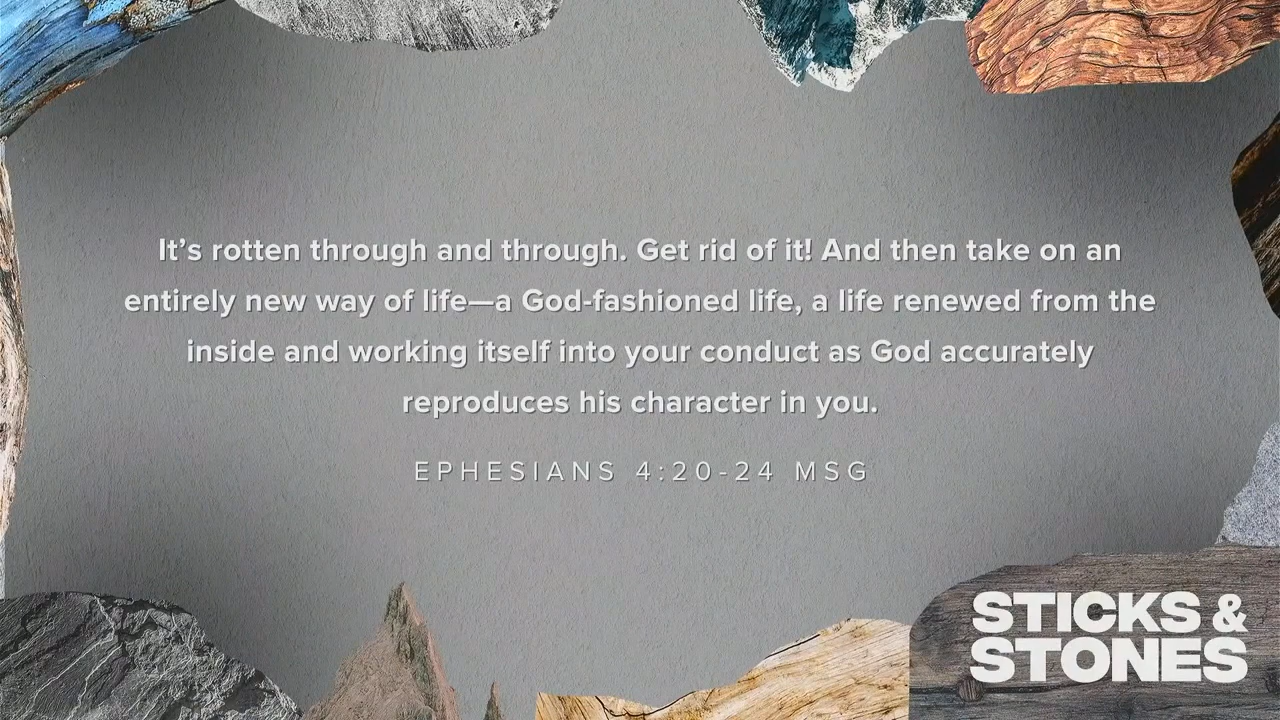 It’s rotten through and through. Get rid of it! And then take on an
entirely new way of life—a God-fashioned life, a life renewed from the
inside and working itself into your conduct as God accurately
reproduces his character in you.
EPHESIANS 4:20-24 MSG
STICKS &
STONES